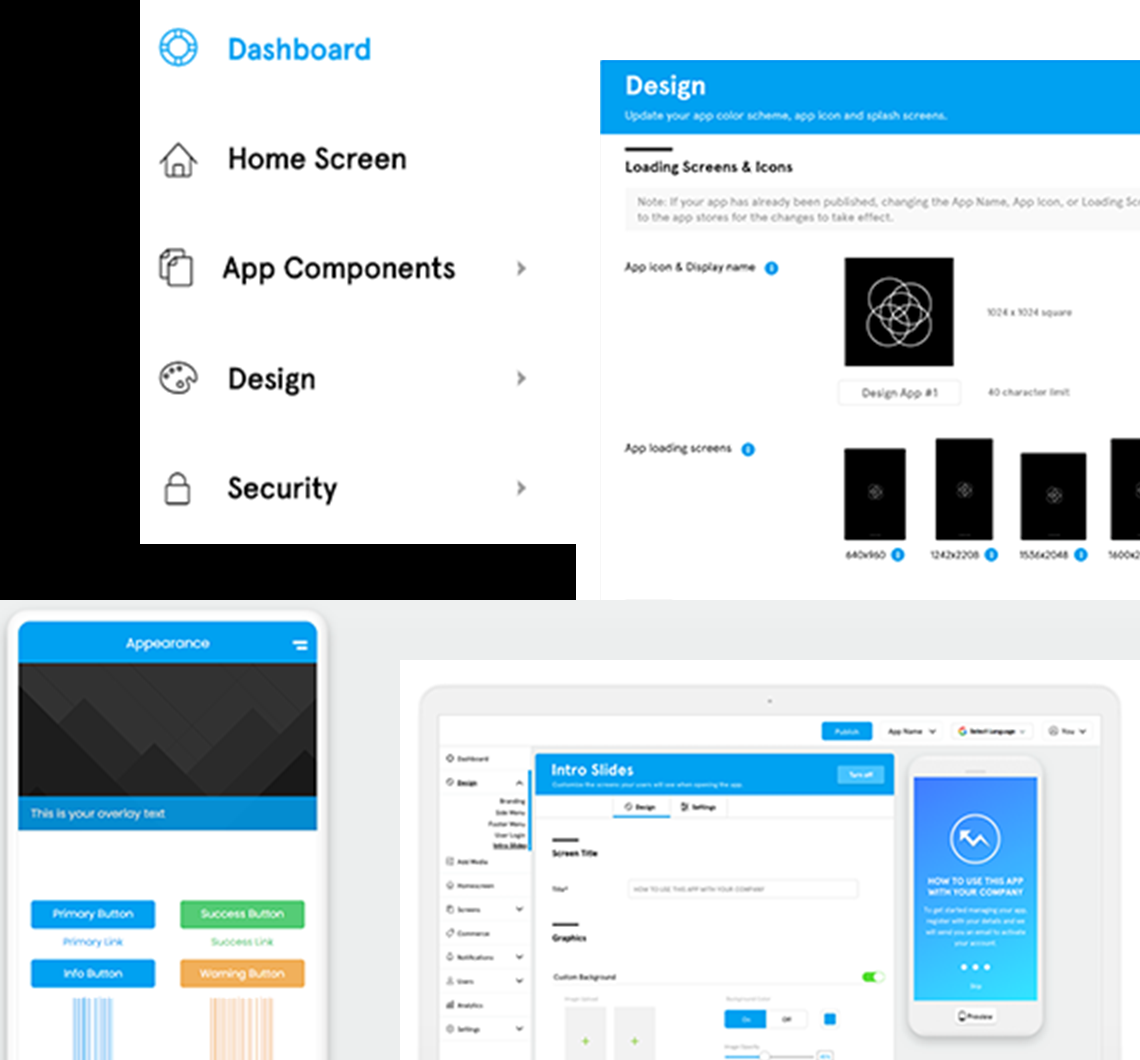 Dashboard
Home Screen
App Components
Design
Security
Design
Update your app color scheme, app icon and splash screens.
Loading Screens & Icons
Note: If your app has already been published, changing the App Name, App Icon, or Loading
to the app stores for the changes to take effect.
App icon & Display name
1024 x 1024 square
Design App #1
40 character limit
App loading screens
640x960
1242x2208
1536x2048
Appearance
This is your overlay text
Primary Button
Success Button
Primary Link
Success Link
Info Button
Warning Button
Publish
App Name
Select Language
You
Dashboard
Design
Branding
Side Menu
Footer Menu
User Login
Intro Slides
Add Media
Homescreen
Screens
Commerce
Notifications
Users
Analytics
Settings
Intro Slides
Customize the screens your users will see when opening the app.
Turn off
Design
Settings
Screen Title
Title*
HOW TO USE THIS APP WITH YOUR COMPANY
Graphics
Custom Background
Image Upload
Background Color
On
Off
Image Opacity
HOW TO USE THIS APP
WITH YOUR COMPANY
To get started managing your app,
register with your details and we
will send you an email to activate
your account.
Skip
Preview